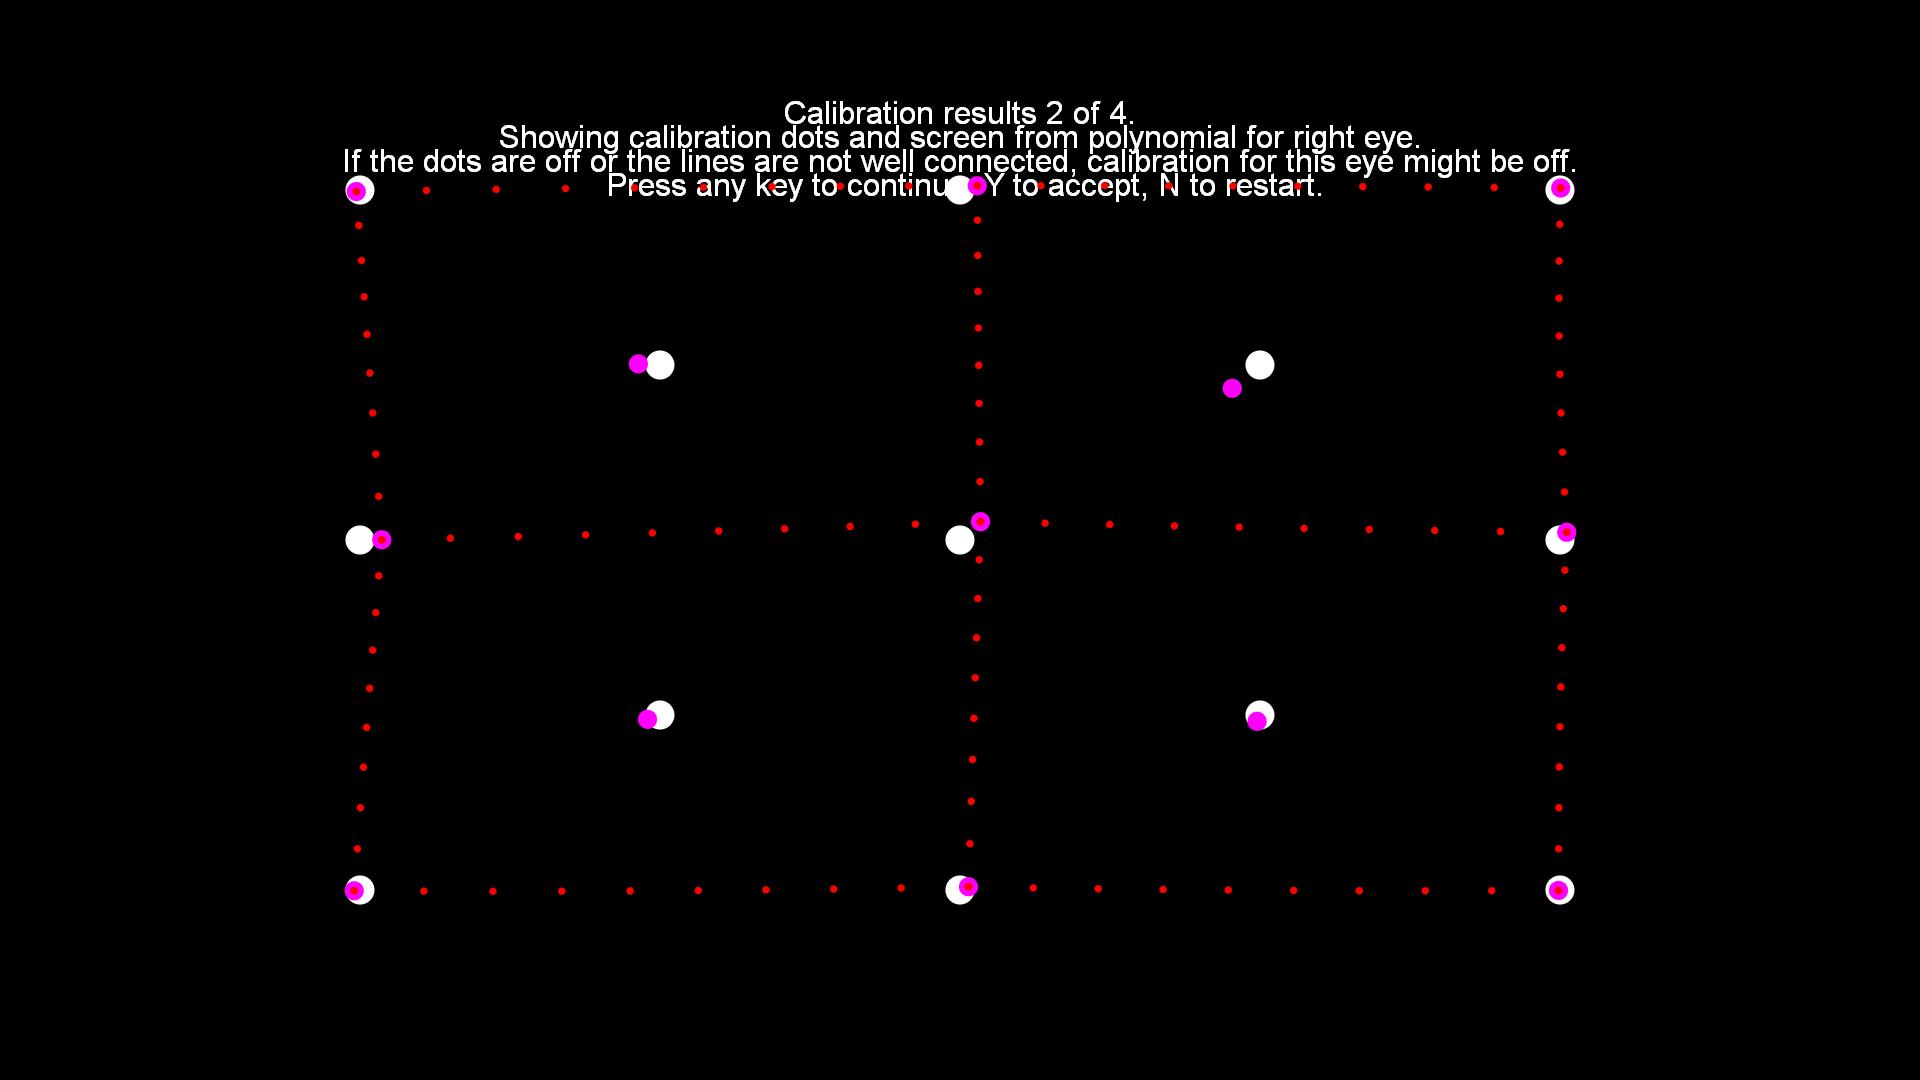 Calibration results 2 of 4.
Showing calibration dots and screen from polynomial for right eye.
If the dots are off or the lines are not well connected, calibration for this eye might be off.
Press any key to continue, Y to accept, N to restart.